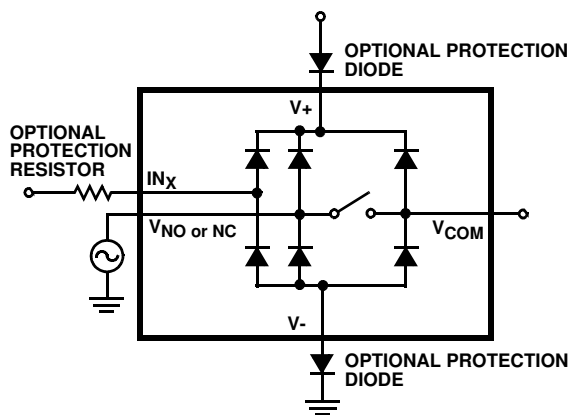 OPTIONAL PROTECTION
DIODE
V+
OPTIONAL
PROTECTION
RESISTOR
INX
VNO or NC
VCOM
V-
OPTIONAL PROTECTION
DIODE